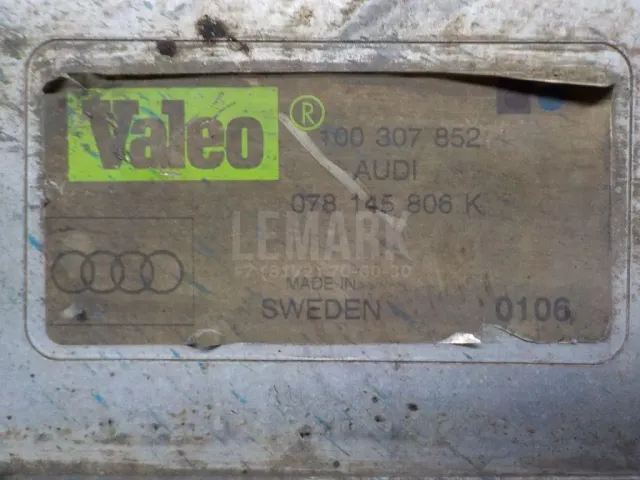 Valeo ®
100 307 852
AUDI
078 145 806 K
LEMARK
MADE IN
SWEDEN 0106